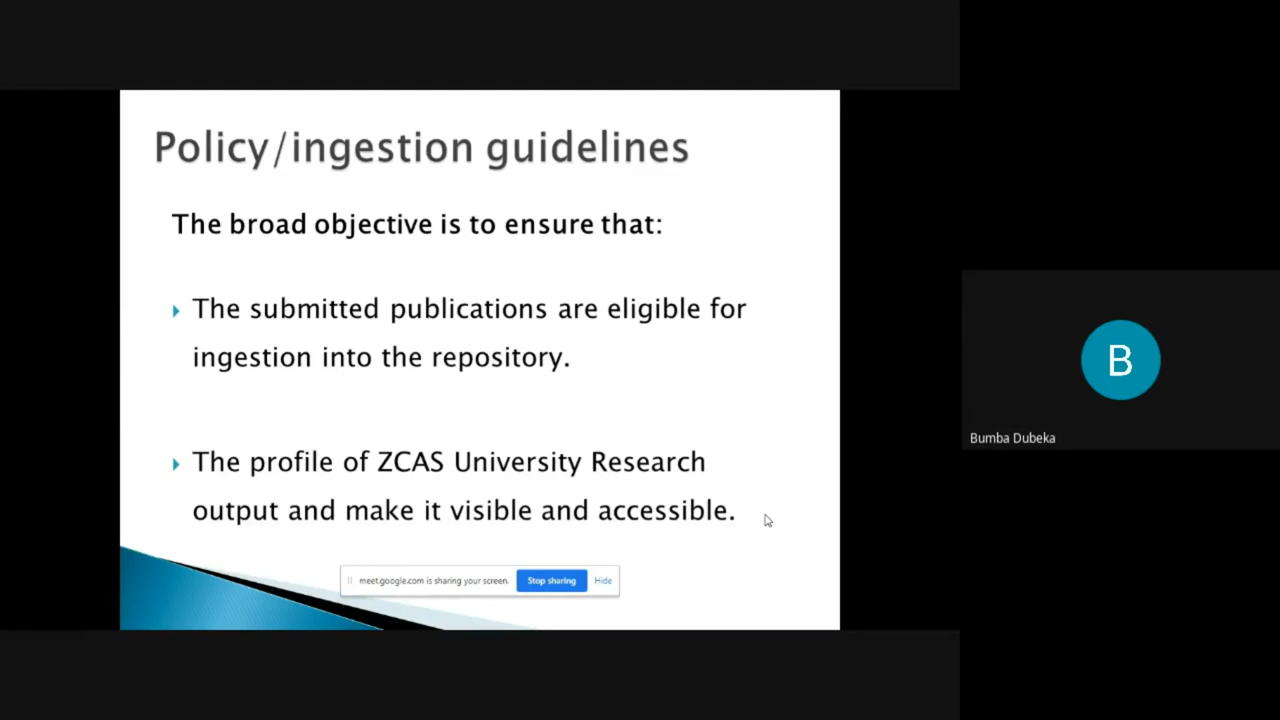 Policy/ingestion guidelines
The broad objective is to ensure that:
The submitted publications are eligible for
ingestion into the repository.
The profile of ZCAS University Research
output and make it visible and accessible.
meet.google.com is sharing your screen. Stop sharing Hide
B
Bumba Dubeka